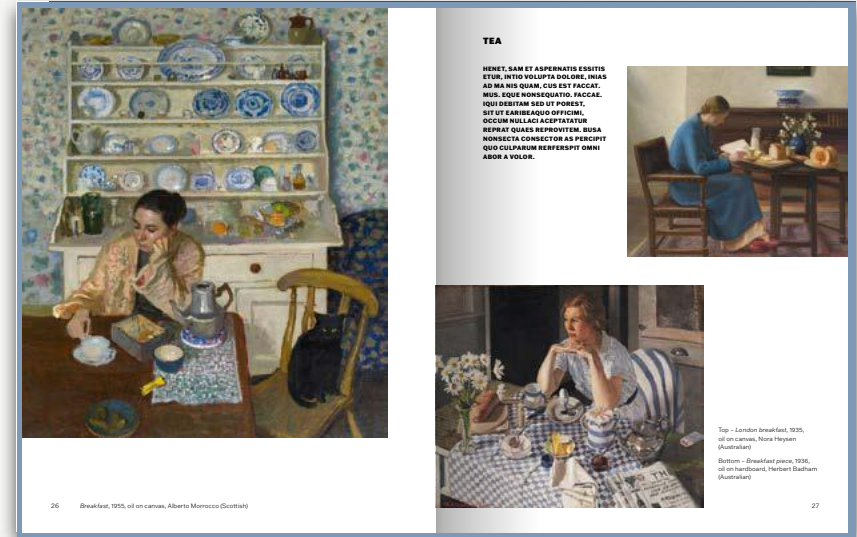 TEA
HENET, SAM ET ASPERNATIS ESSITIS
ETUR, INTIO VOLUPTA DOLORE, INIAS
AD MA NIS QUAM, CUS EST FACCAT.
MUS. EQUE NONSEQUATIO. FACCAE.
IQUI DEBITAM SED UT POREST,
SIT UT EARIBEAQUO OFFICIMI,
OCCUM NULLACI ACEPTATATUR
REPRAT QUAES REPROVITEM. BUSA
NONSECTA CONSECTOR AS PERCIPIT
QUO CULPARUM RERFERSPIT OMNI
ABOR A VOLOR.
Top – London breakfast, 1935,
oil on canvas, Nora Heysen
(Australian)
Bottom – Breakfast piece, 1936,
oil on hardboard, Herbert Badham
(Australian)
26 Breakfast, 1955, oil on canvas, Alberto Morrocco (Scottish)
27